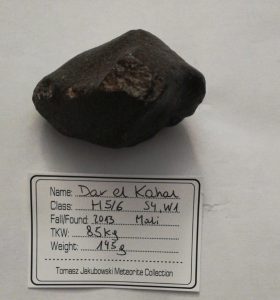 Name: Dar el Kahal
Class: H5/6 S4, W1
Fall/Found: 2013 Mali
TKW: 8.5kg
Weight: 145g
Tomasz Jakubowski Meteorite Collection